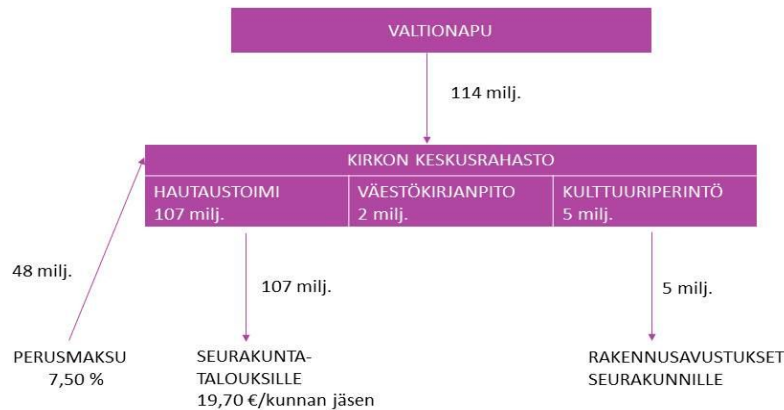 VALTIONAPU
114 milj.
KIRKON KESKUSRAHASTO
HAUTAUSTOIMI
107 milj.
VÄESTÖKIRJANPITO
2 milj.
KULTTUURIPERINTÖ
5 milj.
48 milj.
107 milj.
5 milj.
PERUSMAKSU
7,50 %
SEURAKUNTA-
TALOUKSILLE
19,70 €/kunnan jäsen
RAKENNUSAVUSTUKSET
SEURAKUNNILLE